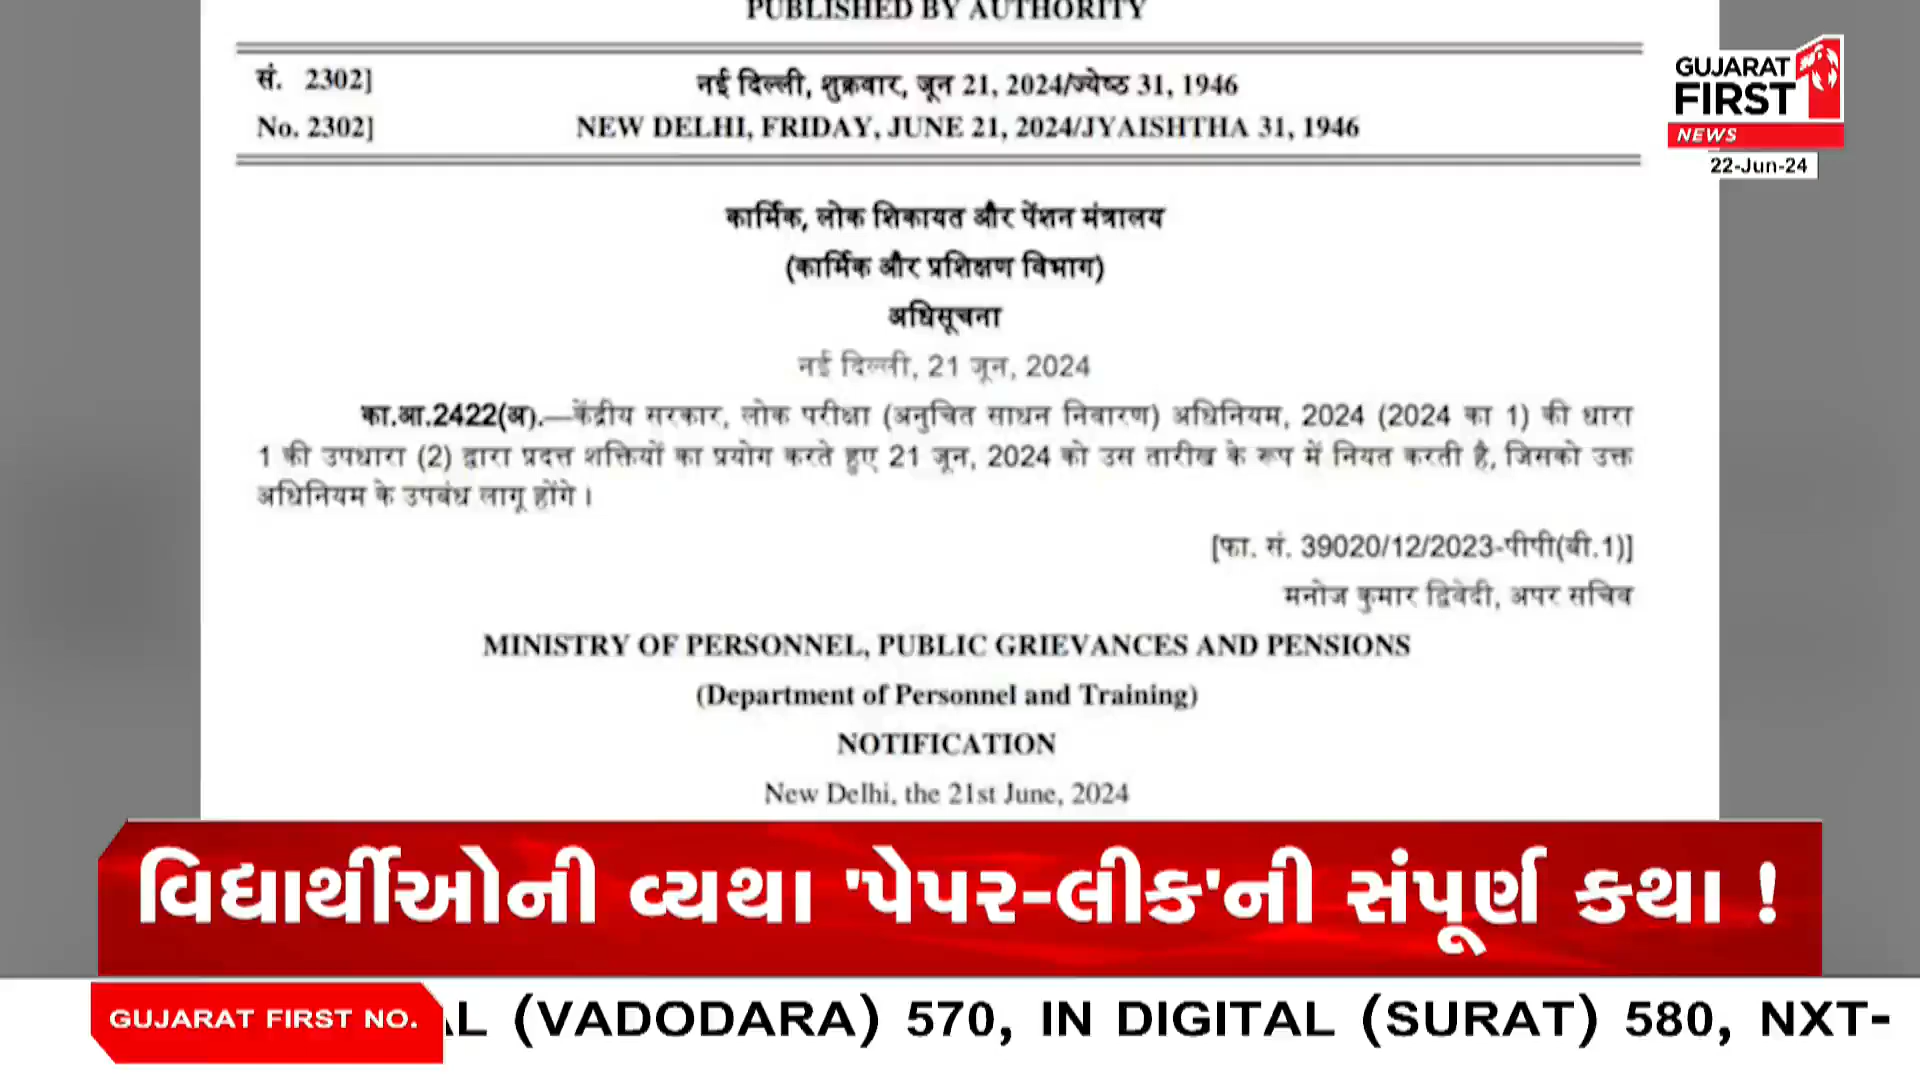 PUBLISHED BY AUTHORITY
सं. 2302]
नई दिल्ली, शुक्रवार, जून 21, 2024/ज्येष्ठ 31, 1946
No. 2302]
NEW DELHI, FRIDAY, JUNE 21, 2024/JYAISHTHA 31, 1946
GUJARAT
FIRST 1
NEWS
22-Jun-24
कार्मिक, लोक शिकायत और पेंशन मंत्रालय
(कार्मिक और प्रशिक्षण विभाग)
अधिसूचना
नई दिल्ली, 21 जून, 2024
का.आ.2422(अ).—केंद्रीय सरकार, लोक परीक्षा (अनुचित साधन निवारण) अधिनियम, 2024 (2024 का 1) की धारा
1 की उपधारा (2) द्वारा प्रदत्त शक्तियों का प्रयोग करते हुए 21 जून, 2024 को उस तारीख के रूप में नियत करती है, जिसको उक्त
अधिनियम के उपबंध लागू होंगे ।
[फा. सं. 39020/12/2023-पीपी(बी.1)]
मनोज कुमार द्विवेदी, अपर सचिव
MINISTRY OF PERSONNEL, PUBLIC GRIEVANCES AND PENSIONS
(Department of Personnel and Training)
NOTIFICATION
New Delhi, the 21st June, 2024
વિદ્યાર્થીઓની વ્યથા 'પેપર-લીક'ની સંપૂર્ણ કથા !
GUJARAT FIRST NO.
AL (VADODARA) 570, IN DIGITAL (SURAT) 580, NXT-